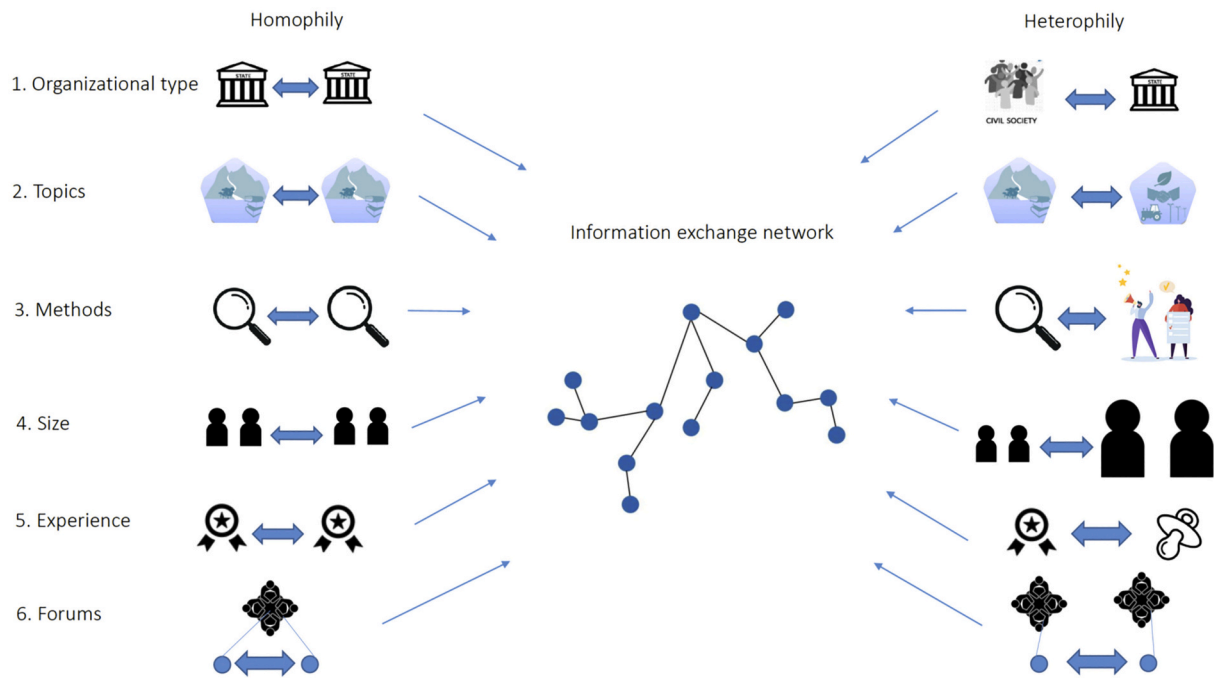 Homophily
Heterophily
1. Organizational type
STATE
STATE
CIVIL SOCIETY
STATE
2. Topics
Information exchange network
3. Methods
4. Size
5. Experience
6. Forums